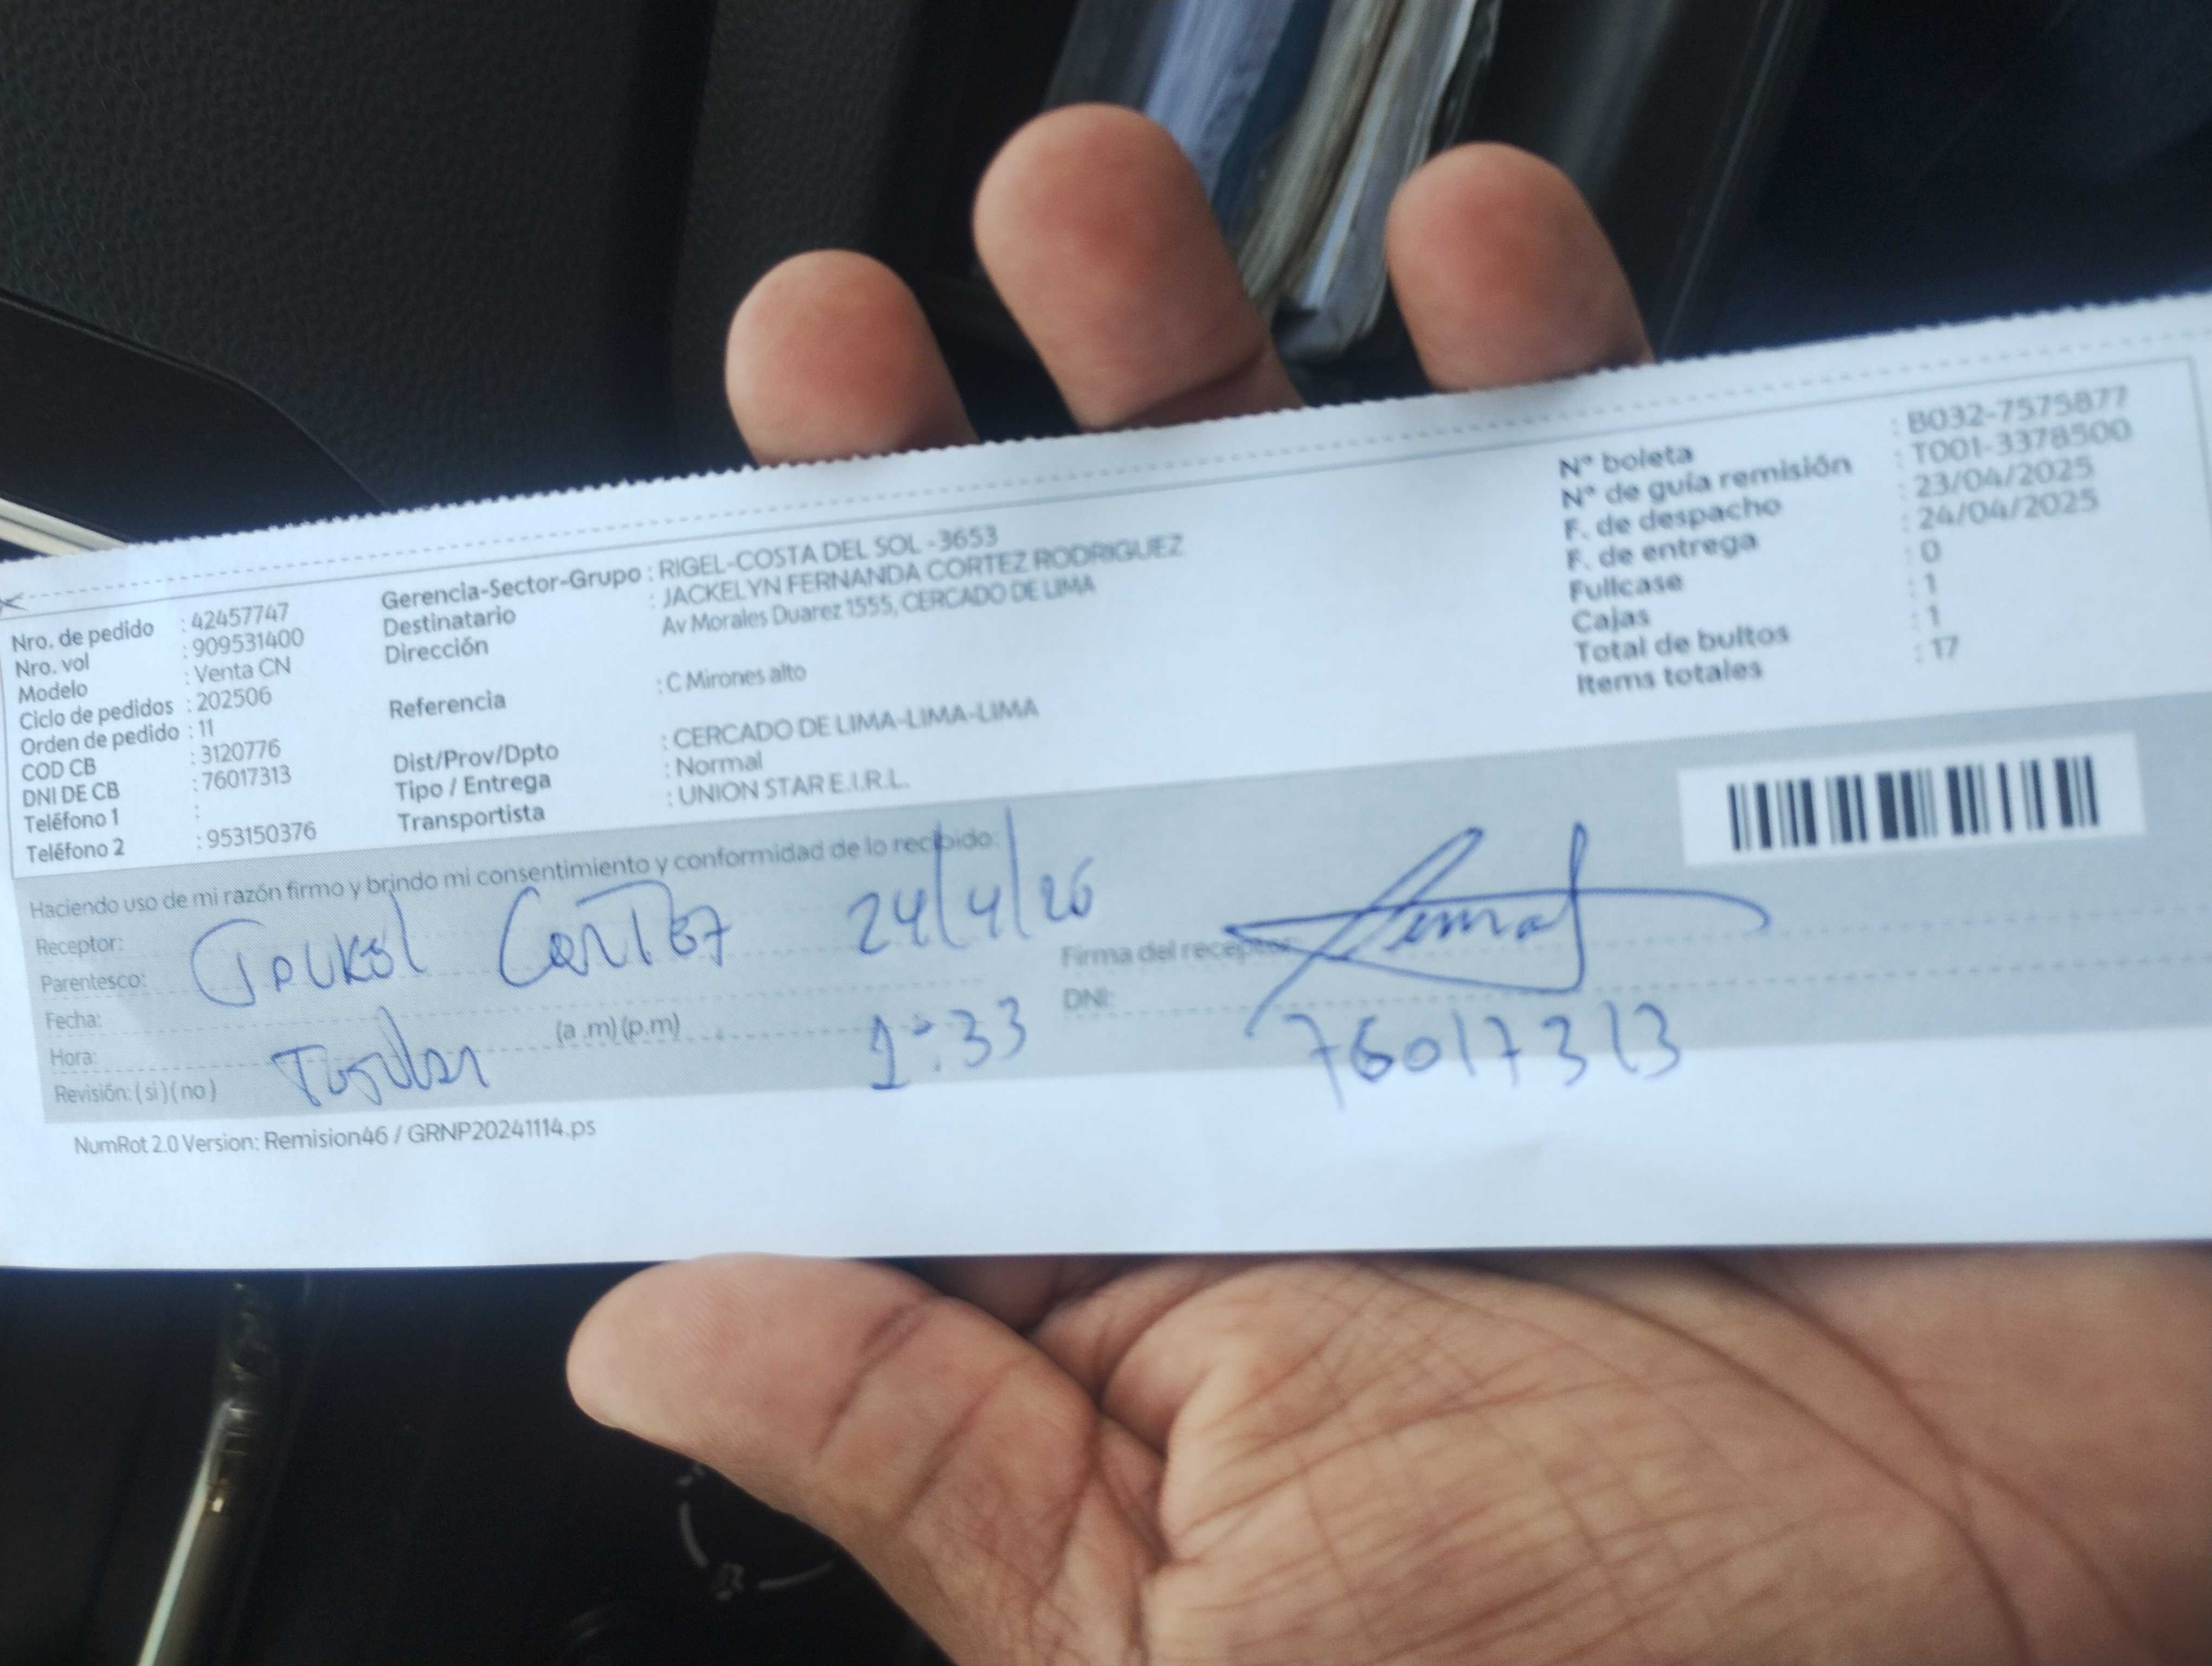 Nro. de pedido : 42457747
Nro. vol : 909531400
Modelo : Venta CN
Ciclo de pedidos : 202506
Orden de pedido : 11
COD CB : 3120776
DNI DE CB : 76017313
Teléfono 1 :
Teléfono 2 : 953150376
Gerencia-Sector-Grupo : RIGEL-COSTA DEL SOL -3653
Destinatario : JACKELYN FERNANDA CORTEZ RODRIGUEZ
Dirección Av Morales Duarez 1555, CERCADO DE LIMA
Referencia : C Mirones alto
Dist/Prov/Dpto : CERCADO DE LIMA-LIMA-LIMA
Tipo / Entrega : Normal
Transportista : UNION STAR E.I.R.L.
N° boleta : B032-7575877
N° de guía remisión : T001-3378500
F. de despacho : 23/04/2025
F. de entrega : 24/04/2025
Fullcase : 0
Cajas : 1
Total de bultos : 1
Items totales : 17
Haciendo uso de mi razón firmo y brindo mi consentimiento y conformidad de lo recibido:
Receptor:
Parentesco: 24/4/
Fecha:
Hora: (a .m) (p.m) 1:33
Revisión: ( si ) ( no )
Firma del receptor:
DNI: 76017313
NumRot 2.0 Version: Remision46 / GRNP20241114.ps